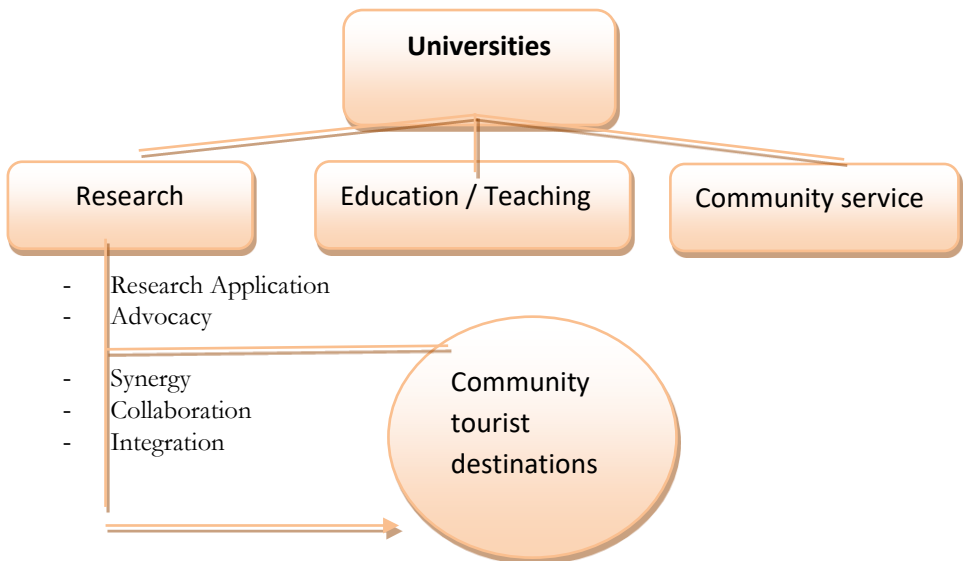 Universities
Research
Education / Teaching
Community service
- Research Application
- Advocacy
- Synergy
- Collaboration
- Integration
Community
tourist
destinations